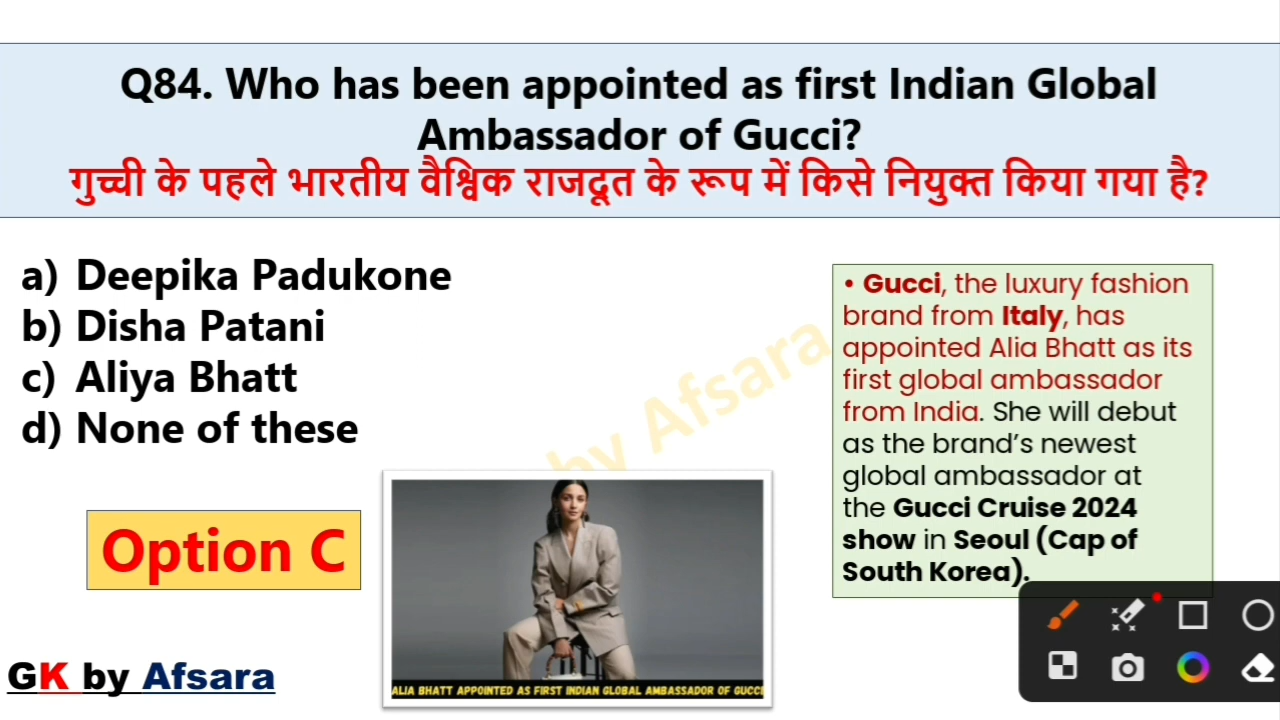 Q84. Who has been appointed as first Indian Global
Ambassador of Gucci?
गुच्ची के पहले भारतीय वैश्विक राजदूत के रूप में किसे नियुक्त किया गया है?
a) Deepika Padukone
b) Disha Patani
c) Aliya Bhatt
d) None of these
Option C
• Gucci, the luxury fashion
brand from Italy, has
appointed Alia Bhatt as its
first global ambassador
from India. She will debut
as the brand’s newest
global ambassador at
the Gucci Cruise 2024
show in Seoul (Cap of
South Korea).
by Afsara
ALIA BHATT APPOINTED AS FIRST INDIAN GLOBAL AMBASSADOR OF GUCCI
GK by Afsara